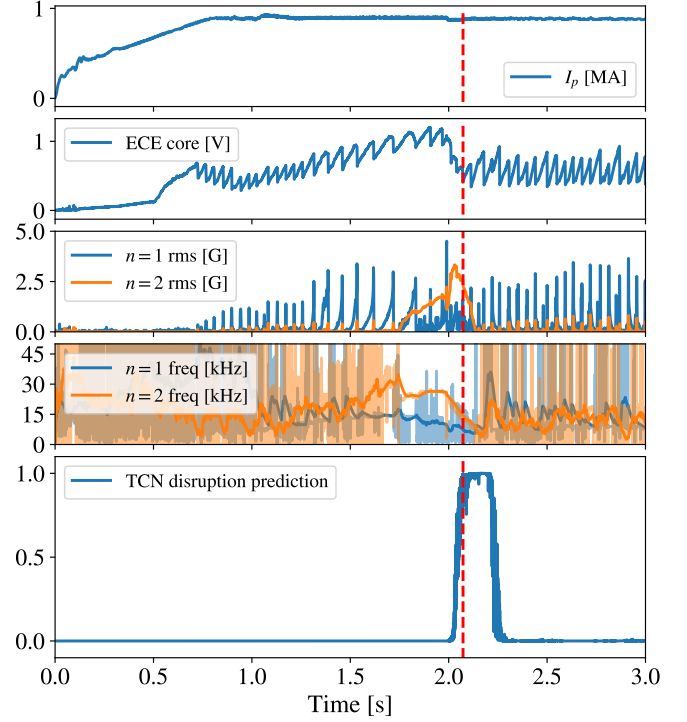 1
0
I_p [MA]
1
0
ECE core [V]
5.0
2.5
0.0
n = 1 rms [G]
n = 2 rms [G]
45
30
15
0
n = 1 freq [kHz]
n = 2 freq [kHz]
1.0
0.5
0.0
TCN disruption prediction
0.0 0.5 1.0 1.5 2.0 2.5 3.0
Time [s]